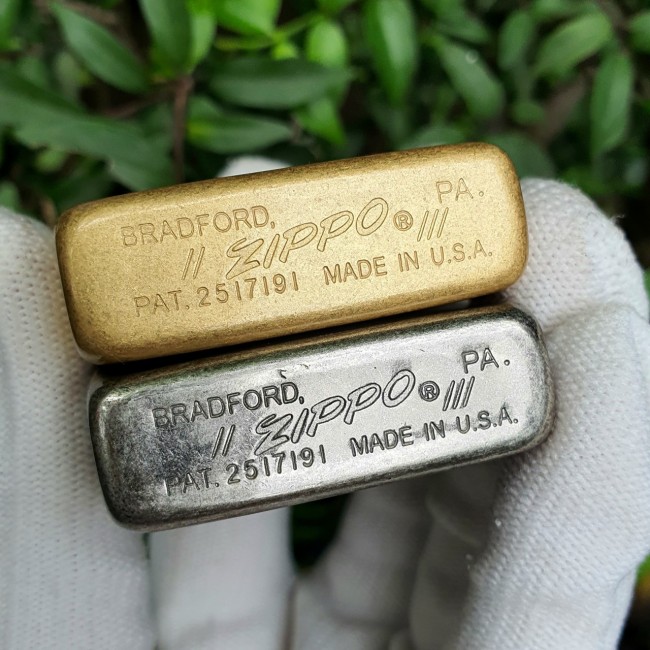 BRADFORD, PA.
// ZIPPO ® ///
PAT. 2517191 MADE IN U.S.A.
BRADFORD, PA.
// ZIPPO ® ///
PAT. 2517191 MADE IN U.S.A.